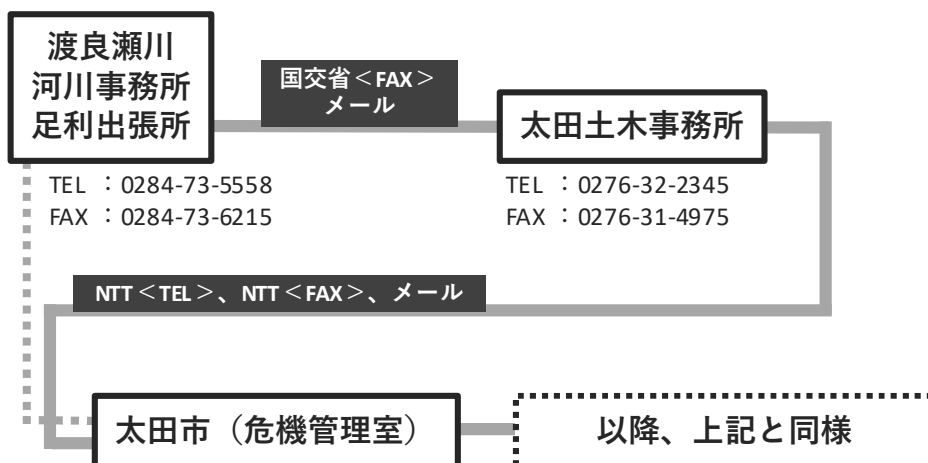 渡良瀬川
河川事務所
足利出張所
国交省＜FAX＞
メール
太田土木事務所
TEL ：0284-73-5558
FAX ：0284-73-6215
TEL ：0276-32-2345
FAX ：0276-31-4975
NTT＜TEL＞、NTT＜FAX＞、メール
太田市（危機管理室）
以降、上記と同様